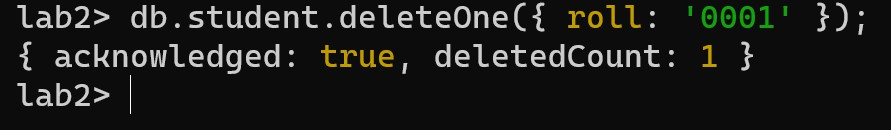 lab2> db.student.deleteOne({ roll: '0001' });
{ acknowledged: true, deletedCount: 1 }
lab2>